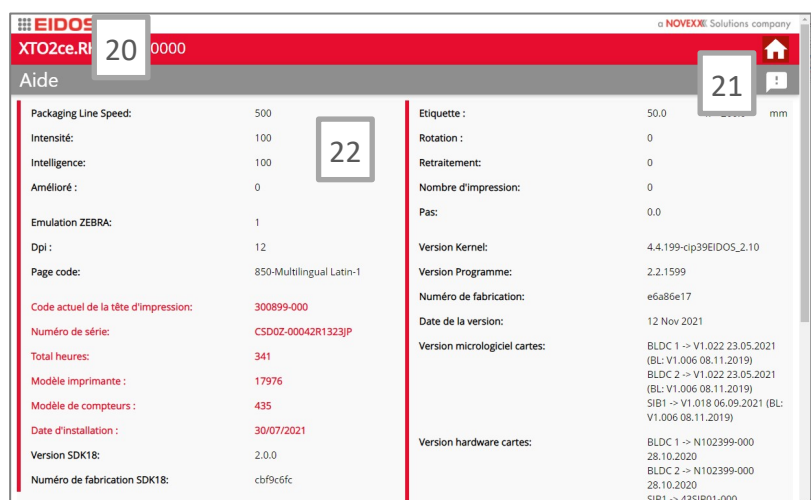 EIDOS
a NOVEXX Solutions company
XTO2ce.R 0000
20
Aide
21
Packaging Line Speed: 500
Intensité: 100
Intelligence: 100
Amélioré : 0
22
Emulation ZEBRA: 1
Dpi : 12
Page code: 850-Multilingual Latin-1
Code actuel de la tête d'impression: 300899-000
Numéro de série: CSD0Z-00042R1323JP
Total heures: 341
Modèle imprimante : 17976
Modèle de compteurs : 435
Date d'installation : 30/07/2021
Version SDK18: 2.0.0
Numéro de fabrication SDK18: cbf9c6fc
Etiquette : 50.0 mm
Rotation : 0
Retraitement: 0
Nombre d'impression: 0
Pas: 0.0
Version Kernel: 4.4.199-cip39EIDOS_2.10
Version Programme: 2.2.1599
Numéro de fabrication: e6a86e17
Date de la version: 12 Nov 2021
Version micrologiciel cartes: BLDC 1 -> V1.022 23.05.2021
(BL: V1.006 08.11.2019)
BLDC 2 -> V1.022 23.05.2021
(BL: V1.006 08.11.2019)
SIB1 -> V1.018 06.09.2021 (BL:
V1.006 08.11.2019)
Version hardware cartes: BLDC 1 -> N102399-000
28.10.2020
BLDC 2 -> N102399-000
28.10.2020
SIB1 -> 43SIB01-000